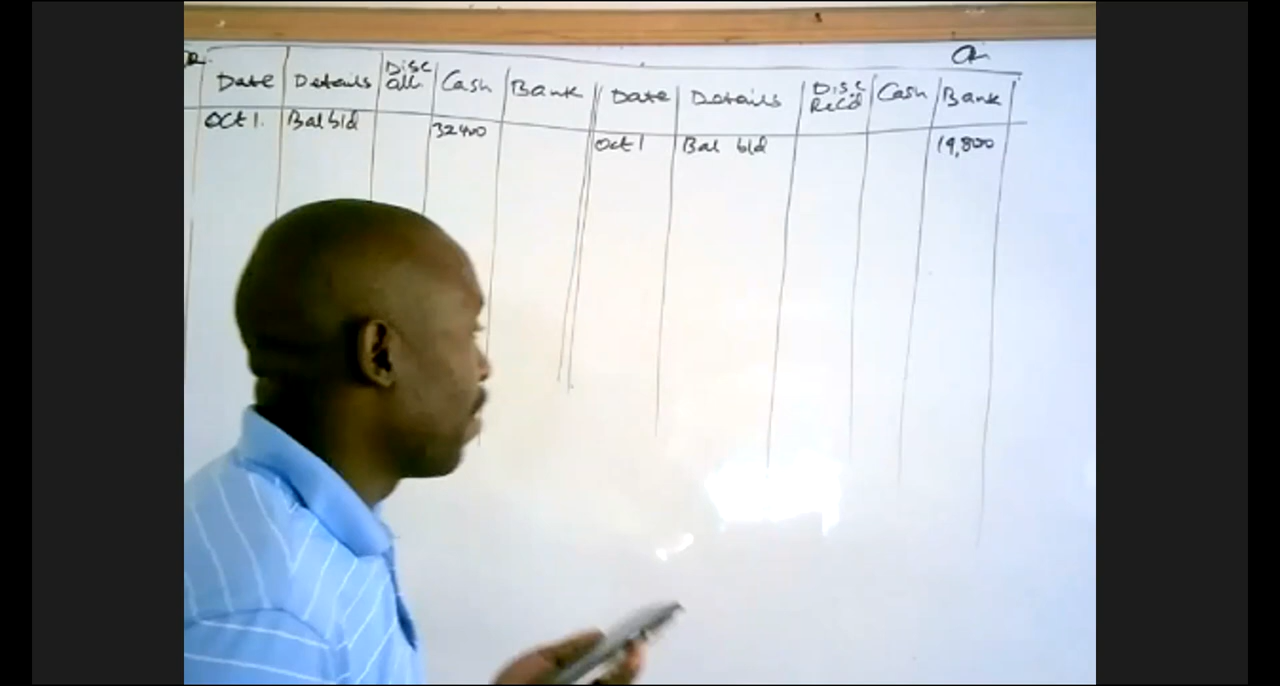 Cr
Date Details Disc all. Cash Bank Date Details Disc Rec'd Cash Bank
Oct 1. Bal b/d 32400
Oct 1 Bal b/d 19,800